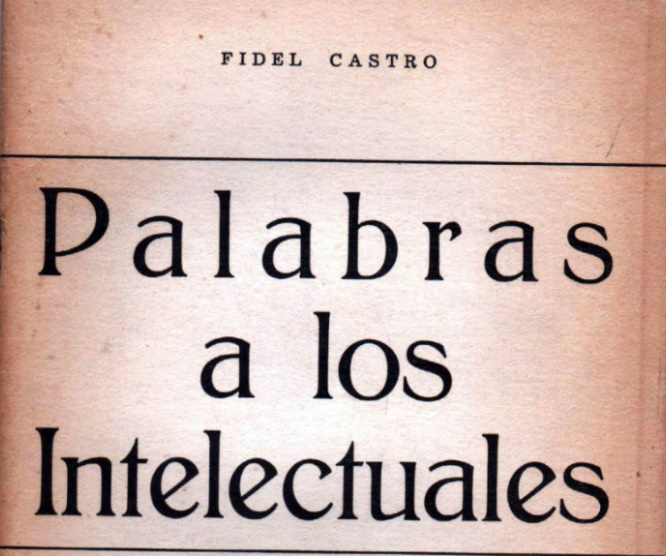 FIDEL CASTRO
Palabras
a los
Intelectuales